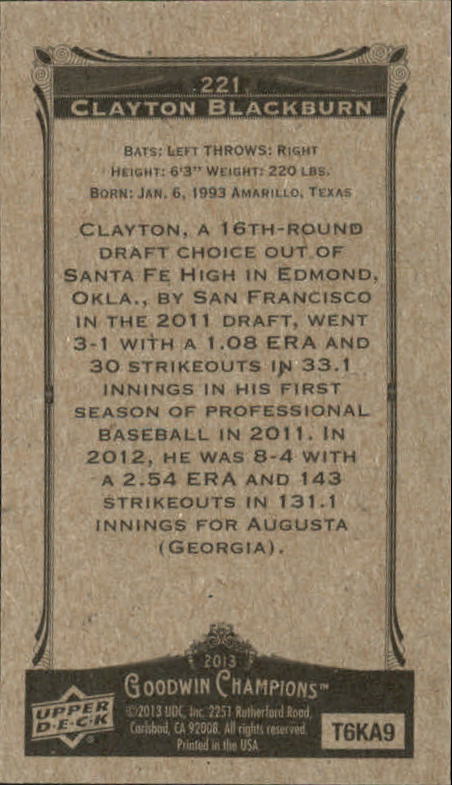 221
CLAYTON BLACKBURN
BATS: LEFT THROWS: RIGHT
HEIGHT: 6'3" WEIGHT: 220 LBS.
BORN: JAN. 6, 1993 AMARILLO, TEXAS
CLAYTON, A 16TH-ROUND
DRAFT CHOICE OUT OF
SANTA FE HIGH IN EDMOND,
OKLA., BY SAN FRANCISCO
IN THE 2011 DRAFT, WENT
3-1 WITH A 1.08 ERA AND
30 STRIKEOUTS IN 33.1
INNINGS IN HIS FIRST
SEASON OF PROFESSIONAL
BASEBALL IN 2011. IN
2012, HE WAS 8-4 WITH
A 2.54 ERA AND 143
STRIKEOUTS IN 131.1
INNINGS FOR AUGUSTA
(GEORGIA).
2013
GOODWIN CHAMPIONS™
UPPER
D·E·C·K
©2013 UDC, Inc. 2251 Rutherford Road,
Carlsbad, CA 92008. All rights reserved.
Printed in the USA
T6KA9